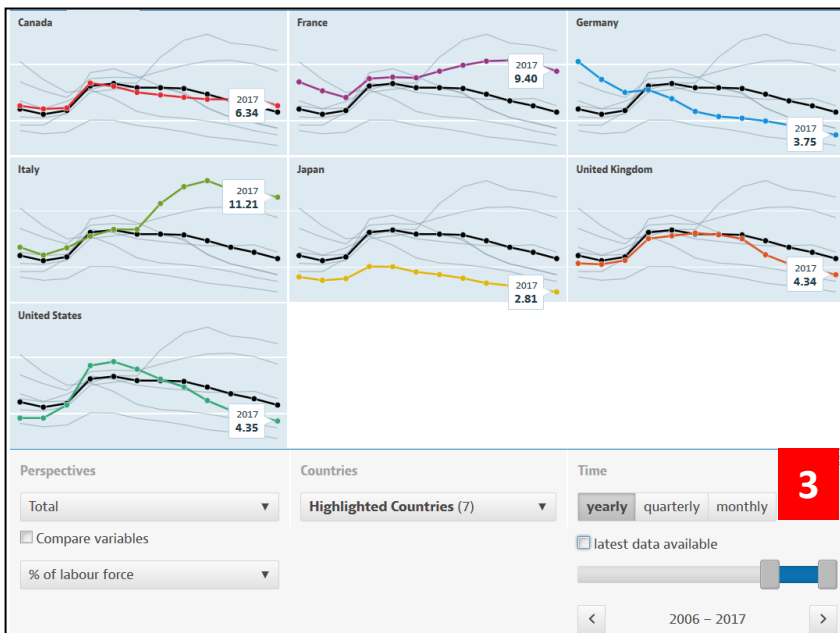 Canada
2017
6.34
France
2017
9.40
Germany
2017
3.75
Italy
2017
11.21
Japan
2017
2.81
United Kingdom
2017
4.34
United States
2017
4.35
Perspectives
Total
Compare variables
% of labour force
Countries
Highlighted Countries (7)
Time
yearly quarterly monthly
3
latest data available
2006 – 2017